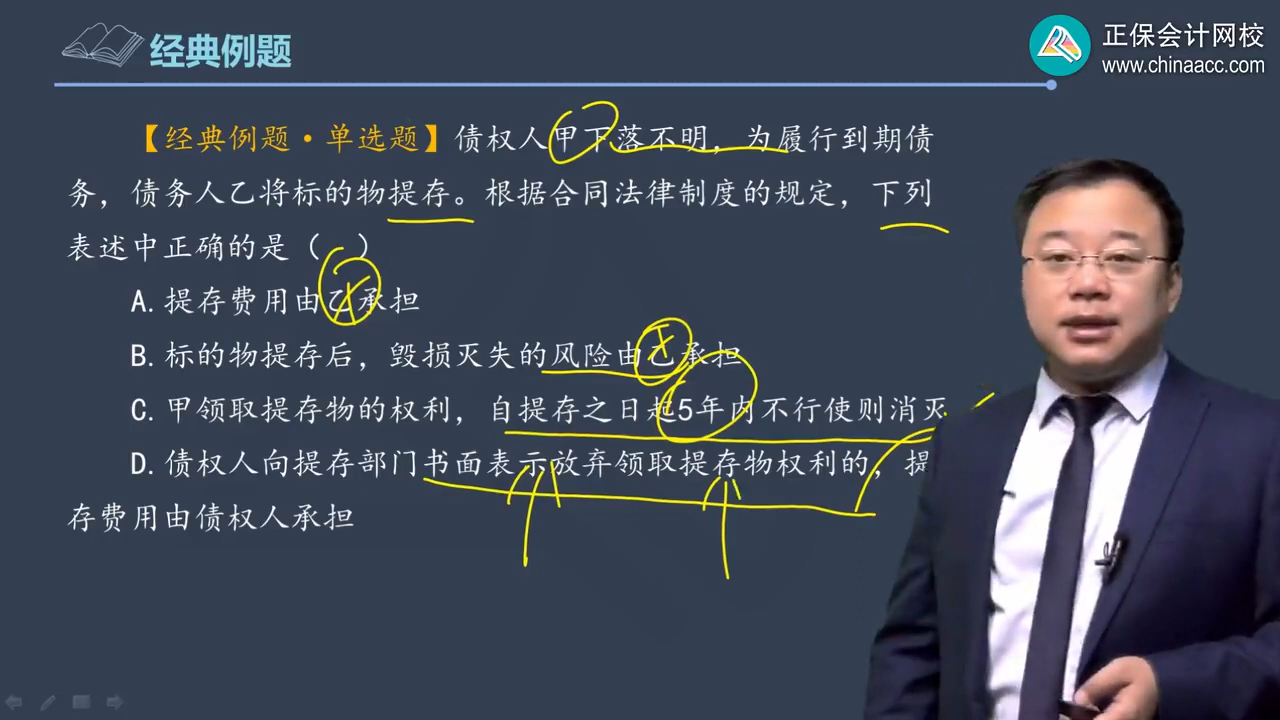 经典例题
正保会计网校
www.chinaacc.com
【经典例题·单选题】债权人甲下落不明，为履行到期债
务，债务人乙将标的物提存。根据合同法律制度的规定，下列
表述中正确的是（ ）
A.提存费用由乙承担
B.标的物提存后，毁损灭失的风险由乙承担
C.甲领取提存物的权利，自提存之日起5年内不行使则消灭
D.债权人向提存部门书面表示放弃领取提存物权利的，提
存费用由债权人承担